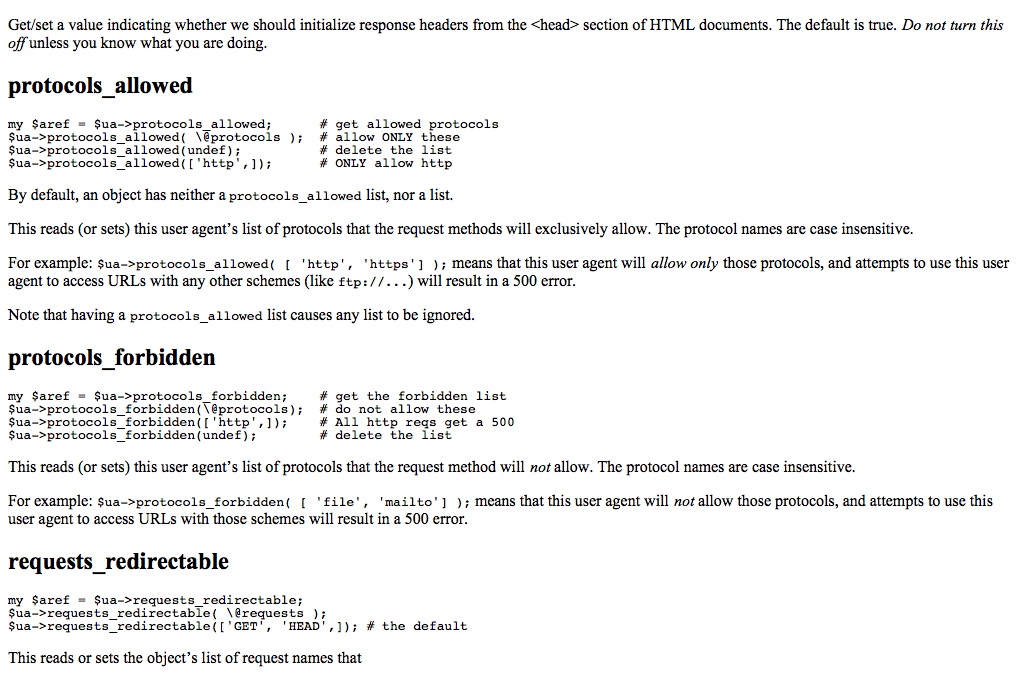 Get/set a value indicating whether we should initialize response headers from the <head> section of HTML documents. The default is true. Do not turn this
off unless you know what you are doing.
protocols_allowed
my $aref = $ua->protocols_allowed;      # get allowed protocols
$ua->protocols_allowed( \@protocols );  # allow ONLY these
$ua->protocols_allowed(undef);          # delete the list
$ua->protocols_allowed(['http',]);      # ONLY allow http
By default, an object has neither a protocols_allowed list, nor a list.
This reads (or sets) this user agent’s list of protocols that the request methods will exclusively allow. The protocol names are case insensitive.
For example: $ua->protocols_allowed( [ 'http', 'https'] ); means that this user agent will allow only those protocols, and attempts to use this user
agent to access URLs with any other schemes (like ftp://...) will result in a 500 error.
Note that having a protocols_allowed list causes any list to be ignored.
protocols_forbidden
my $aref = $ua->protocols_forbidden;    # get the forbidden list
$ua->protocols_forbidden(\@protocols);  # do not allow these
$ua->protocols_forbidden(['http',]);    # All http reqs get a 500
$ua->protocols_forbidden(undef);        # delete the list
This reads (or sets) this user agent’s list of protocols that the request method will not allow. The protocol names are case insensitive.
For example: $ua->protocols_forbidden( [ 'file', 'mailto'] ); means that this user agent will not allow those protocols, and attempts to use this
user agent to access URLs with those schemes will result in a 500 error.
requests_redirectable
my $aref = $ua->requests_redirectable;
$ua->requests_redirectable( \@requests );
$ua->requests_redirectable(['GET', 'HEAD',]); # the default
This reads or sets the object’s list of request names that